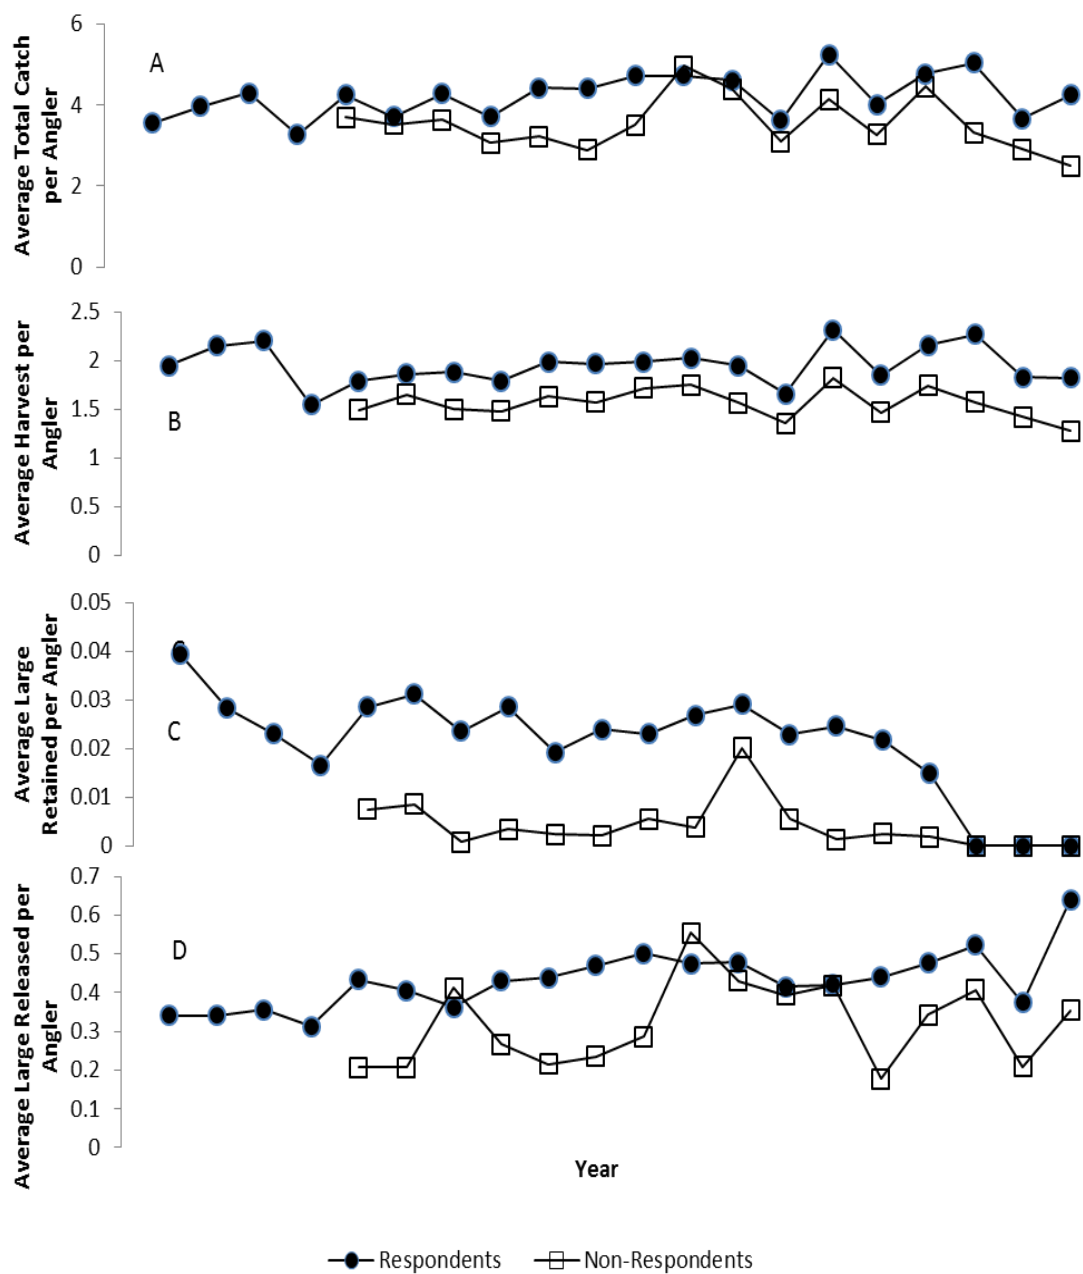 6
4
2
0
A
Average Total Catch
per Angler
2.5
2
1.5
1
0.5
0
B
Average Harvest per
Angler
0.05
0.04
0.03
0.02
0.01
0
C
Average Large
Retained per Angler
0.7
0.6
0.5
0.4
0.3
0.2
0.1
0
D
Average Large Released per
Angler
Year
Respondents Non-Respondents